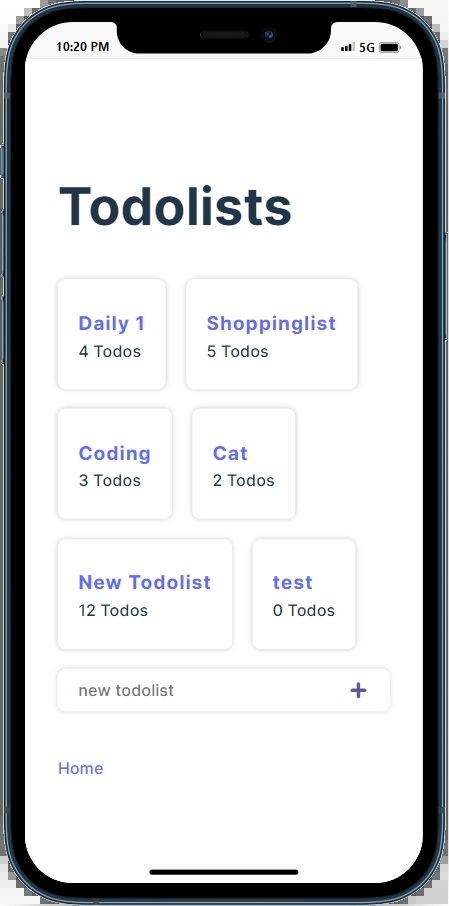 10:20 PM 5G
Todolists
Daily 1 Shoppinglist
4 Todos 5 Todos
Coding Cat
3 Todos 2 Todos
New Todolist test
12 Todos 0 Todos
new todolist
Home